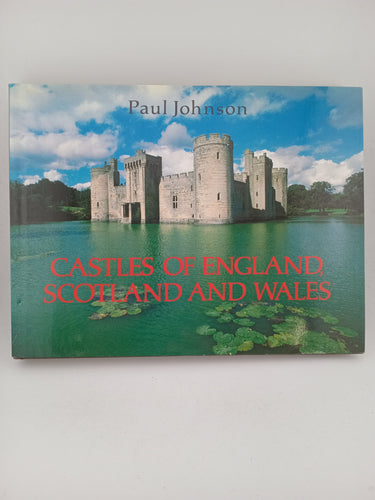 Paul Johnson
CASTLES OF ENGLAND,
SCOTLAND AND WALES